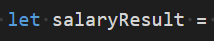 let salaryResult =